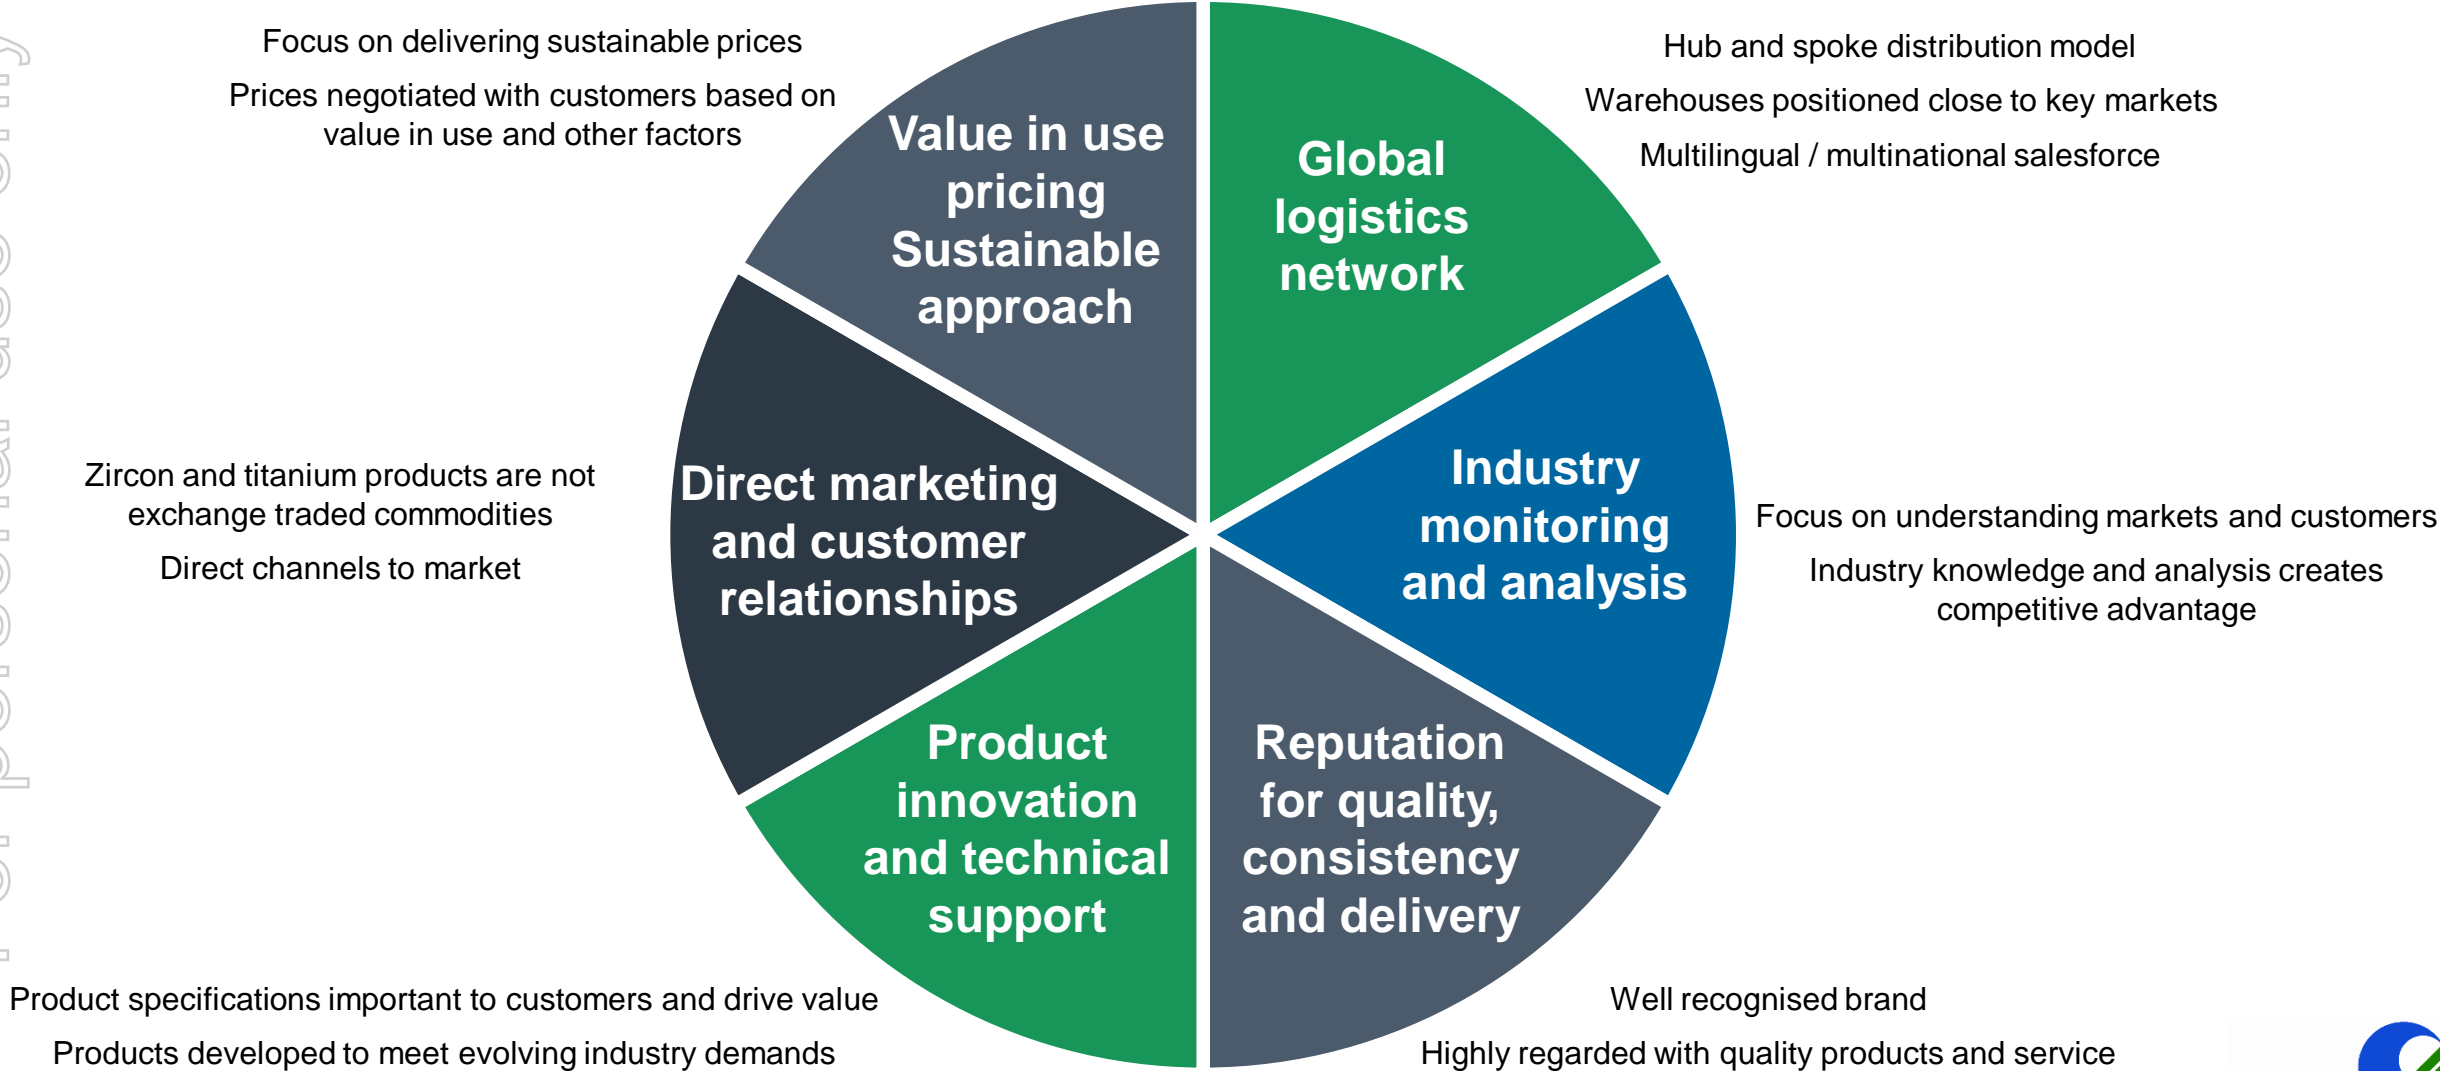 Focus on delivering sustainable prices
Prices negotiated with customers based on
value in use and other factors
Value in use
pricing
Sustainable
approach
Global
logistics
network
Hub and spoke distribution model
Warehouses positioned close to key markets
Multilingual / multinational salesforce
Zircon and titanium products are not
exchange traded commodities
Direct channels to market
Direct marketing
and customer
relationships
Industry
monitoring
and analysis
Focus on understanding markets and customers
Industry knowledge and analysis creates
competitive advantage
Product
innovation
and technical
support
Reputation
for quality,
consistency
and delivery
Product specifications important to customers and drive value
Products developed to meet evolving industry demands
Well recognised brand
Highly regarded with quality products and service
For personal use only